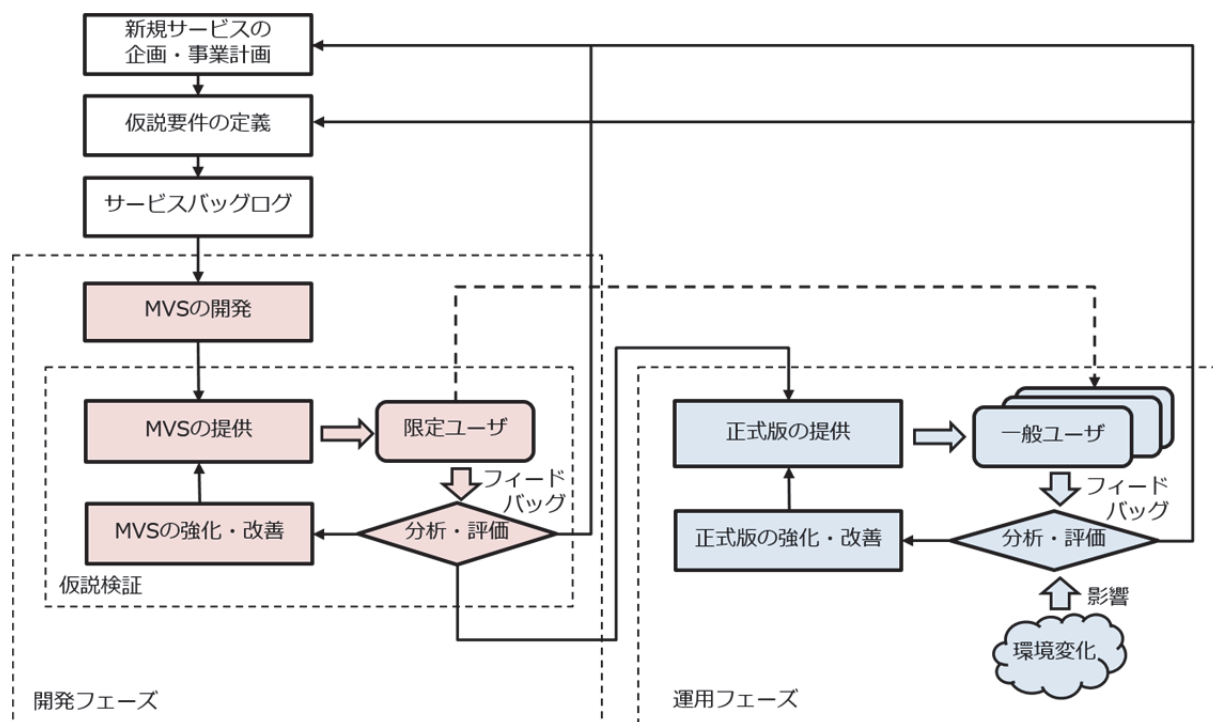 新規サービスの
企画・事業計画
仮説要件の定義
サービスバッグログ
MVSの開発
MVSの提供
限定ユーザ
フィード
バッグ
MVSの強化・改善
分析・評価
仮説検証
開発フェーズ
正式版の提供
一般ユーザ
フィード
バッグ
正式版の強化・改善
分析・評価
影響
環境変化
運用フェーズ